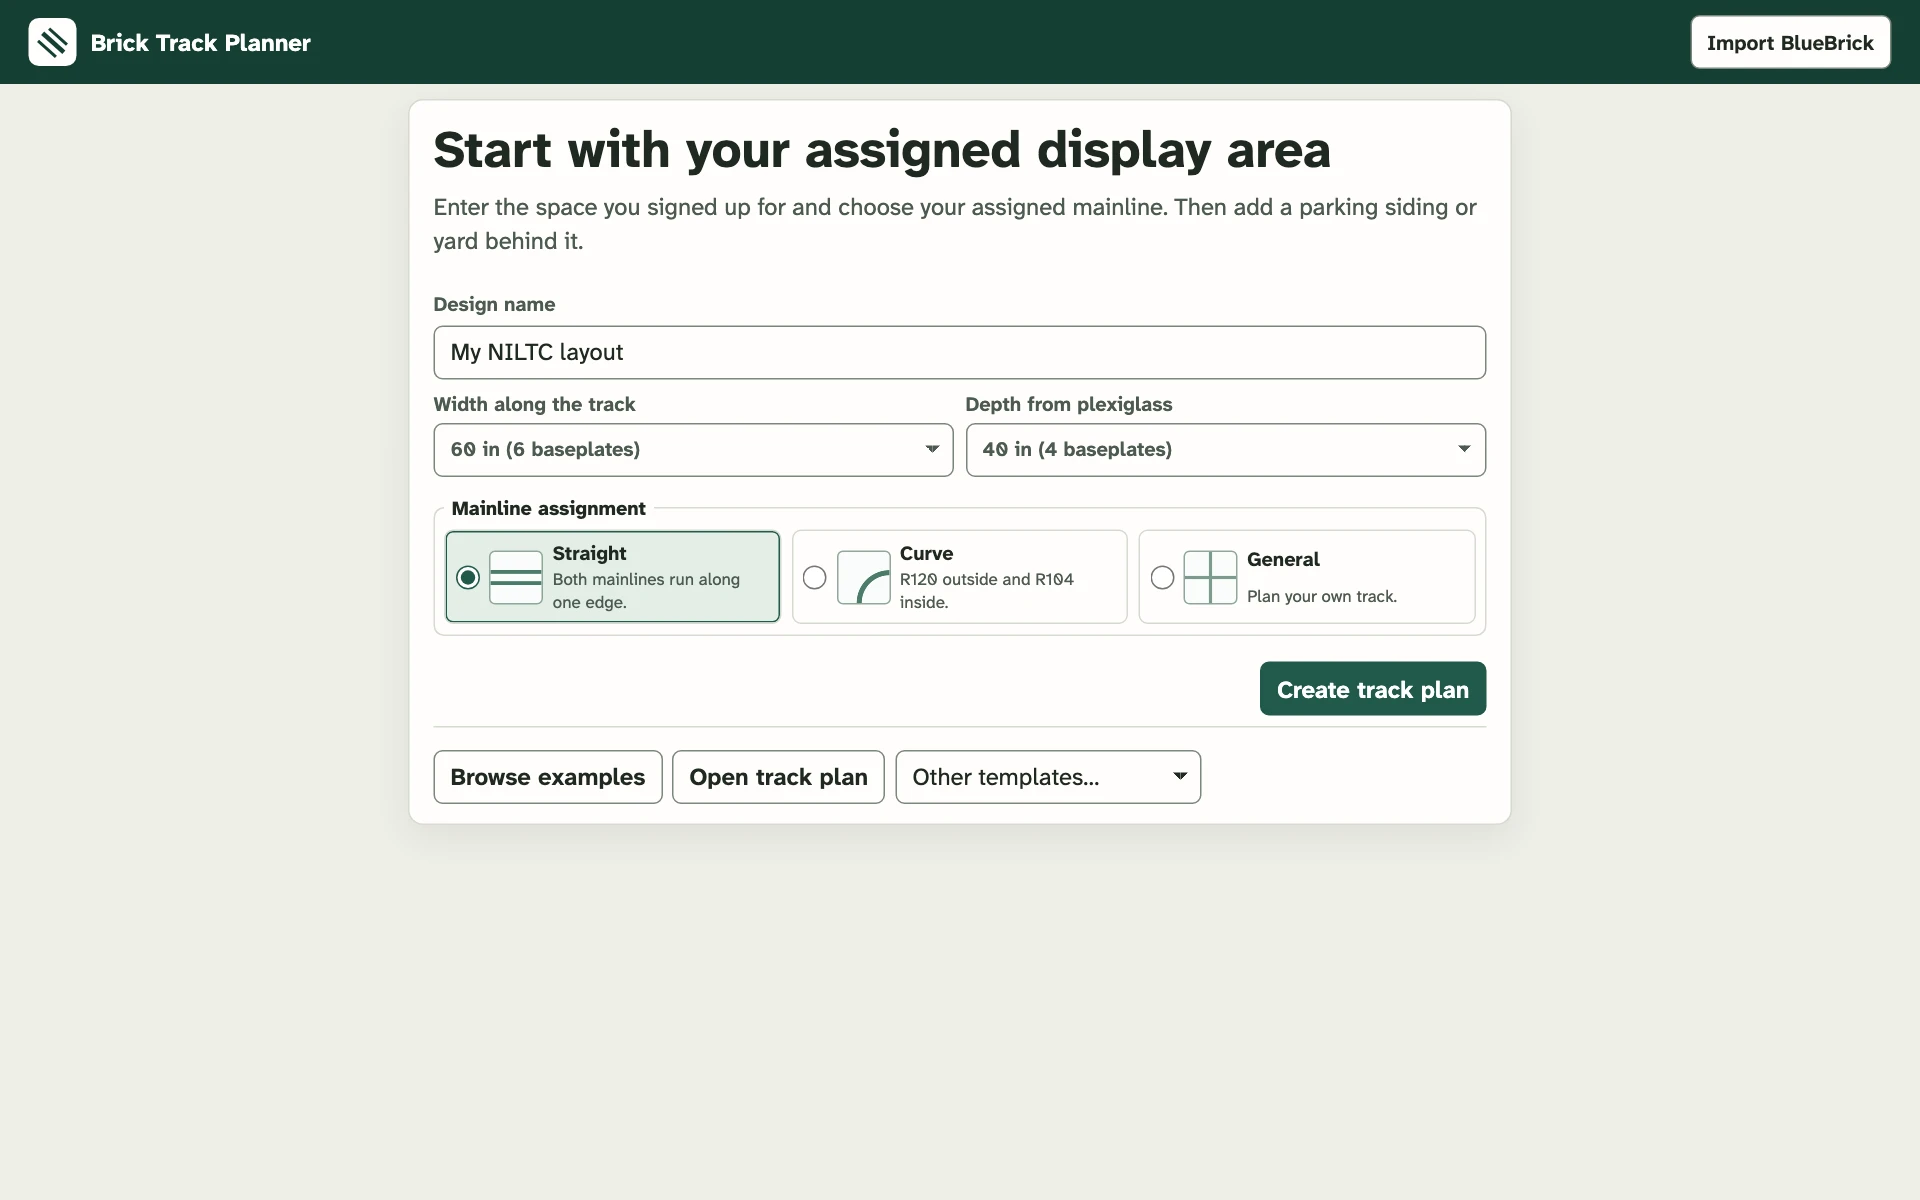 Brick Track Planner
Import BlueBrick
Start with your assigned display area
Enter the space you signed up for and choose your assigned mainline. Then add a parking siding or
yard behind it.
Design name
My NILTC layout
Width along the track
Depth from plexiglass
60 in (6 baseplates)
40 in (4 baseplates)
Mainline assignment
Straight
Both mainlines run along
one edge.
Curve
R120 outside and R104
inside.
General
Plan your own track.
Create track plan
Browse examples
Open track plan
Other templates...